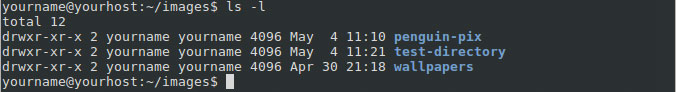 yourname@yourhost:~/images$ ls -l
total 12
drwxr-xr-x 2 yourname yourname 4096 May  4 11:10 penguin-pix
drwxr-xr-x 2 yourname yourname 4096 May  4 11:21 test-directory
drwxr-xr-x 2 yourname yourname 4096 Apr 30 21:18 wallpapers
yourname@yourhost:~/images$